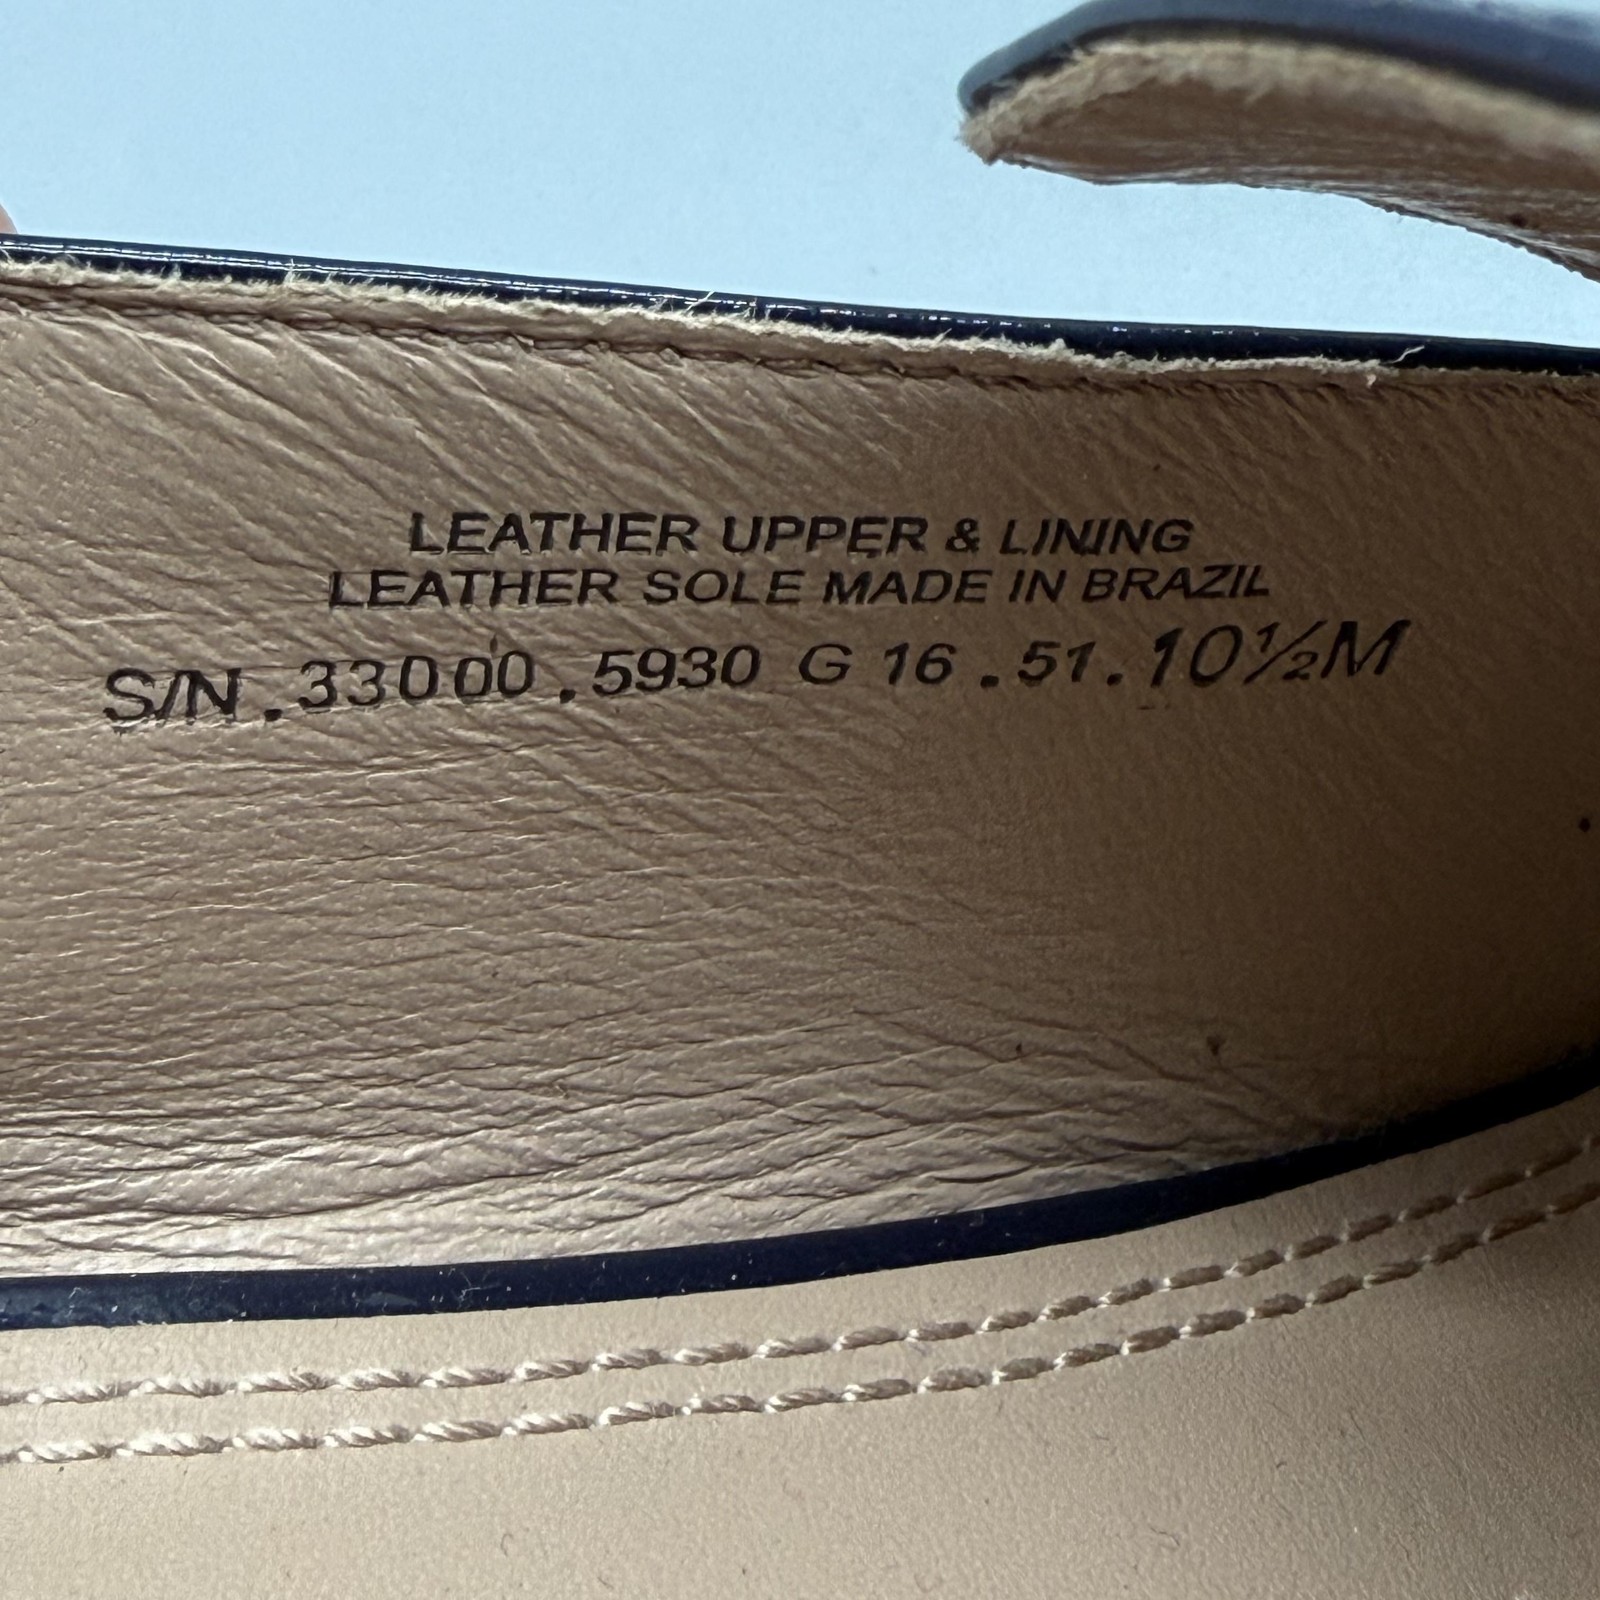 LEATHER UPPER & LINING
LEATHER SOLE MADE IN BRAZIL
S/N.33000.5930 G 16.51.10½M